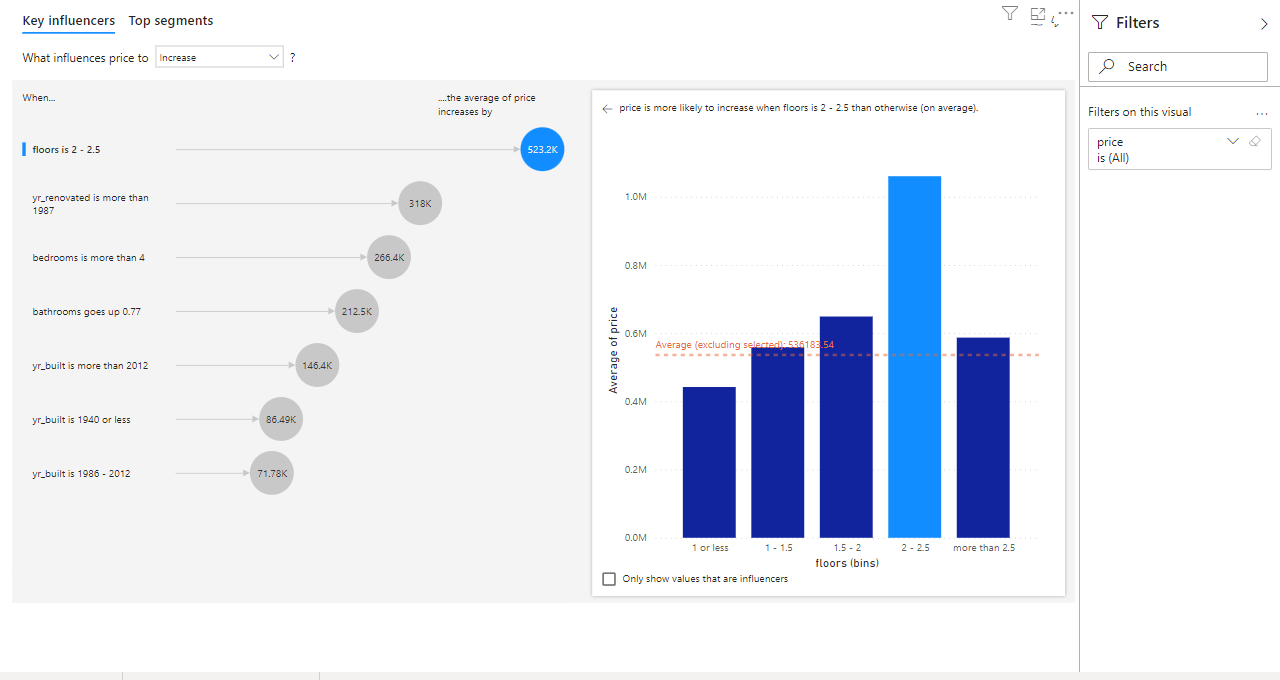 Key influencers Top segments
What influences price to Increase ?
When...
....the average of price
increases by
floors is 2 - 2.5
523.2K
yr_renovated is more than
1987
318K
bedrooms is more than 4
266.4K
bathrooms goes up 0.77
212.5K
yr_built is more than 2012
146.4K
yr_built is 1940 or less
86.49K
yr_built is 1986 - 2012
71.78K
price is more likely to increase when floors is 2 - 2.5 than otherwise (on average).
Average of price
1.0M
0.8M
0.6M
Average (excluding selected): 536183.54
0.4M
0.2M
0.0M
1 or less 1 - 1.5 1.5 - 2 2 - 2.5 more than 2.5
floors (bins)
Only show values that are influencers
Filters
Search
Filters on this visual
price
is (All)